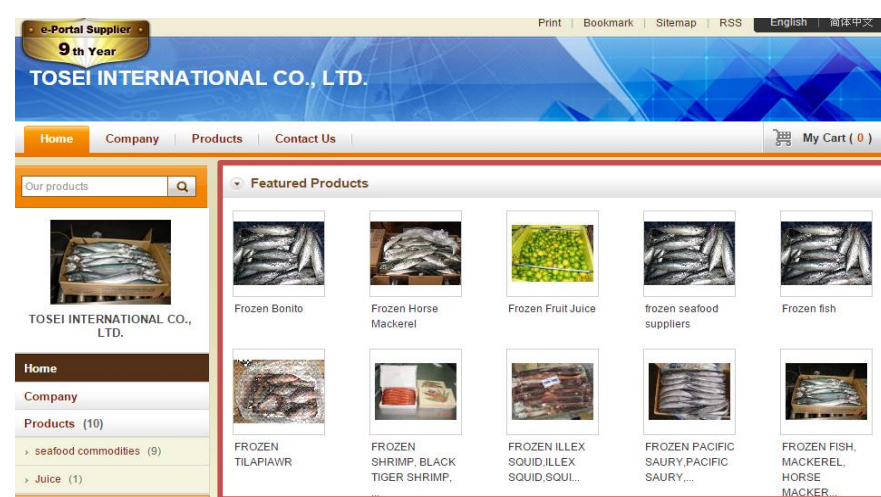 e-Portal Supplier
9 th Year
Print | Bookmark | Sitemap | RSS
English | 简体中文
TOSEI INTERNATIONAL CO., LTD.
Home
Company
Products
Contact Us
My Cart ( 0 )
Our products
Featured Products
TOSEI INTERNATIONAL CO.,
LTD.
Home
Company
Products (10)
› seafood commodities (9)
› Juice (1)
Frozen Bonito
Frozen Horse
Mackerel
Frozen Fruit Juice
frozen seafood
suppliers
Frozen fish
FROZEN
TILAPIAWR
FROZEN
SHRIMP, BLACK
TIGER SHRIMP,
...
FROZEN ILLEX
SQUID,ILLEX
SQUID,SQUI...
FROZEN PACIFIC
SAURY,PACIFIC
SAURY,...
FROZEN FISH,
MACKEREL,
HORSE
MACKER...